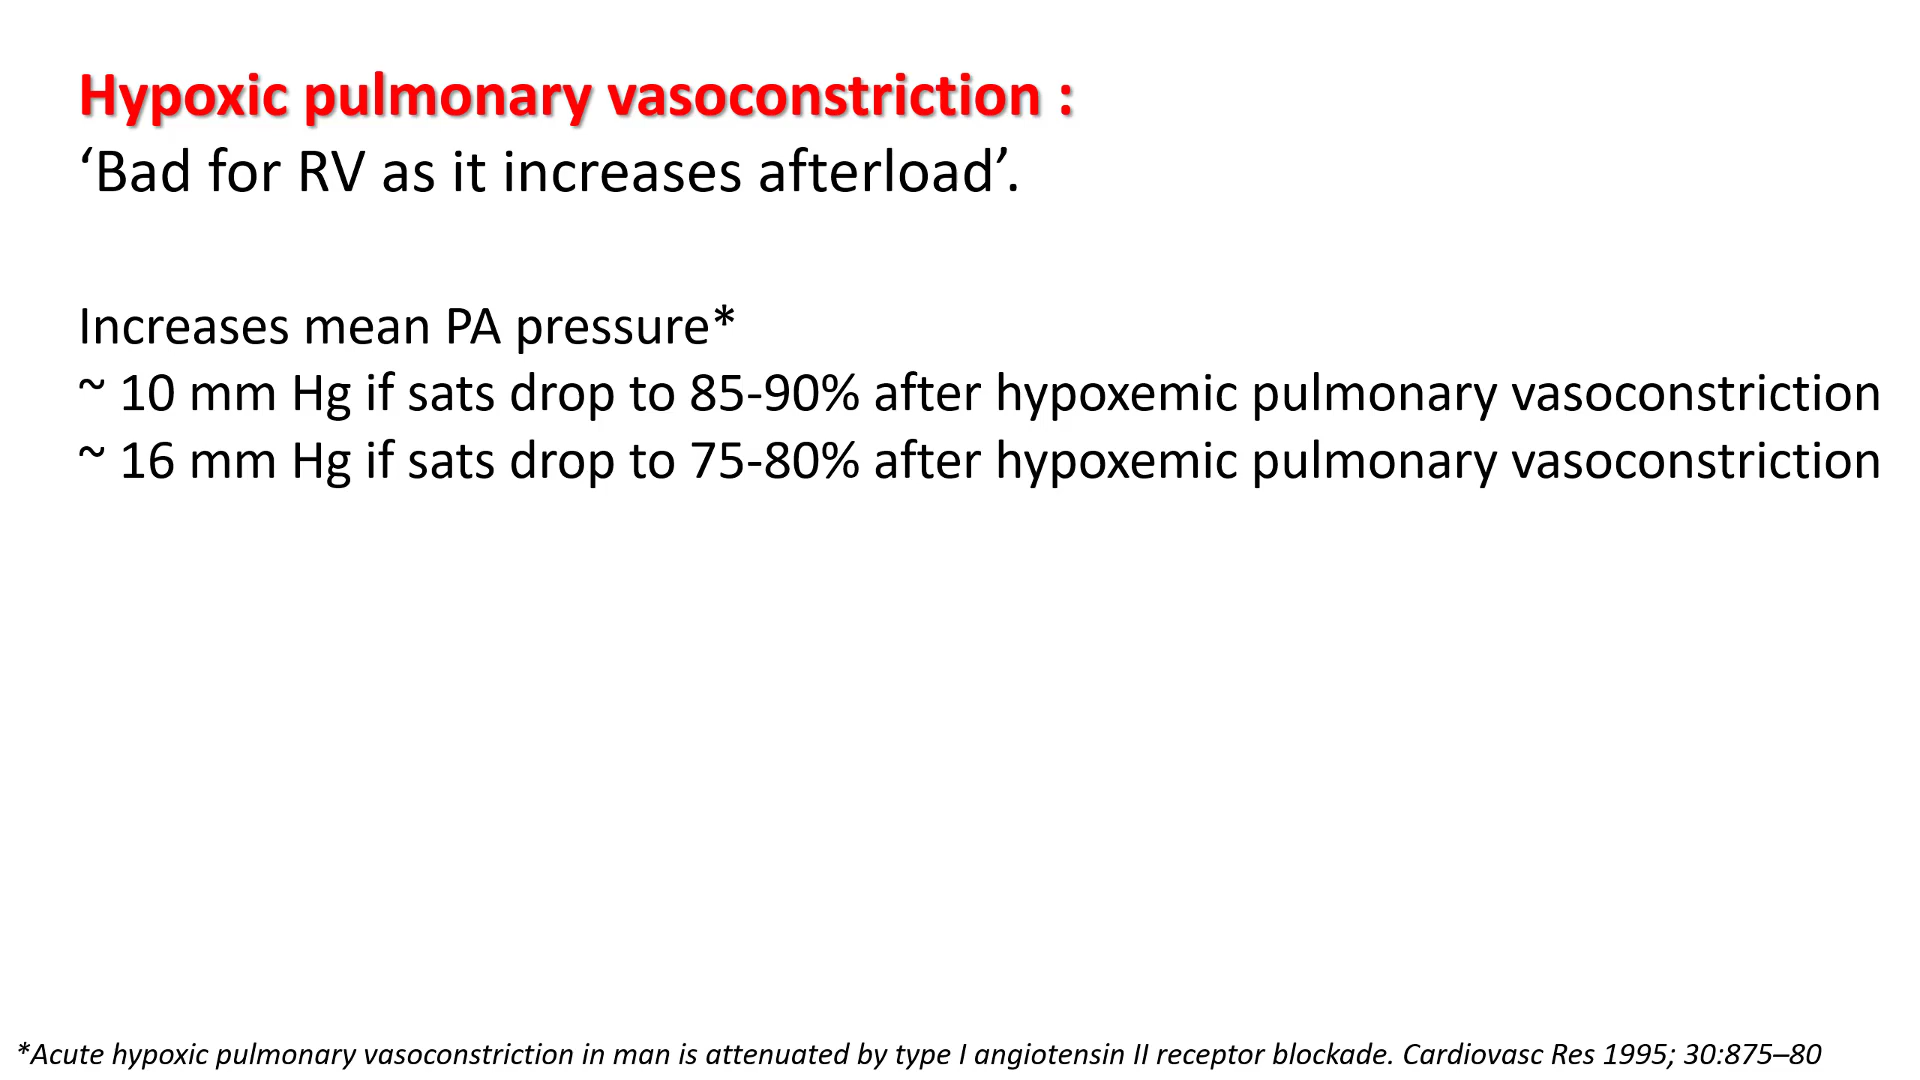 Hypoxic pulmonary vasoconstriction :
‘Bad for RV as it increases afterload’.
Increases mean PA pressure*
~ 10 mm Hg if sats drop to 85-90% after hypoxemic pulmonary vasoconstriction
~ 16 mm Hg if sats drop to 75-80% after hypoxemic pulmonary vasoconstriction
*Acute hypoxic pulmonary vasoconstriction in man is attenuated by type I angiotensin II receptor blockade. Cardiovasc Res 1995; 30:875–80